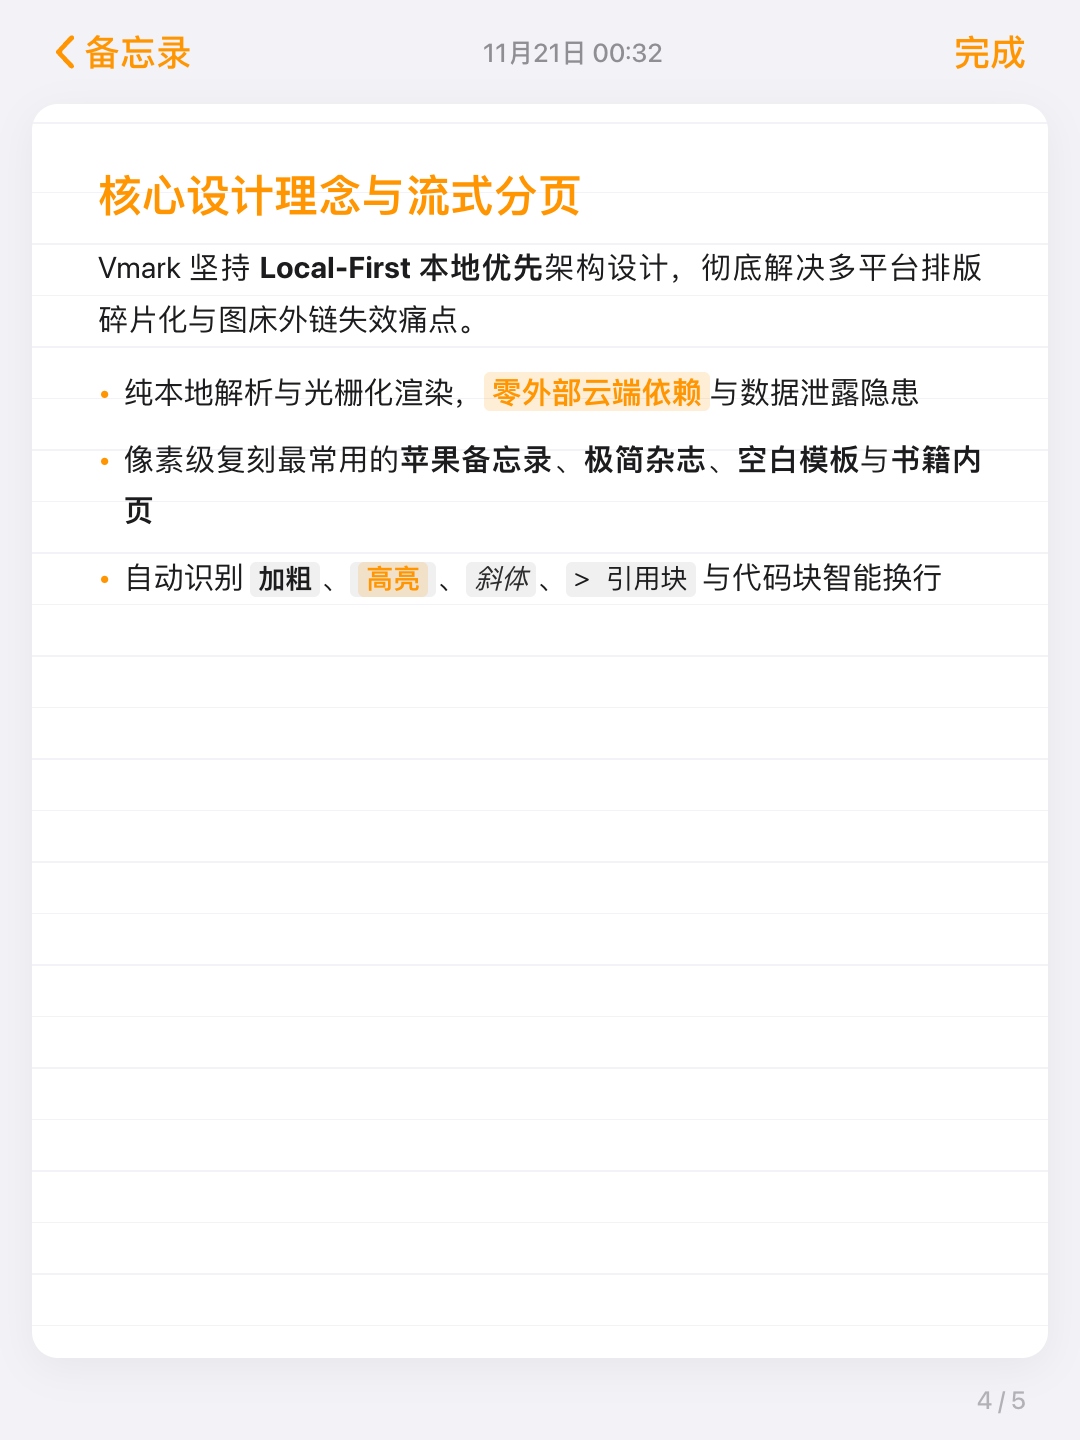 备忘录
11月21日 00:32
完成
核心设计理念与流式分页
Vmark 坚持 Local-First 本地优先架构设计，彻底解决多平台排版
碎片化与图床外链失效痛点。
• 纯本地解析与光栅化渲染，零外部云端依赖与数据泄露隐患
• 像素级复刻最常用的苹果备忘录、极简杂志、空白模板与书籍内
页
• 自动识别 加粗、高亮、斜体、> 引用块 与代码块智能换行
4 / 5